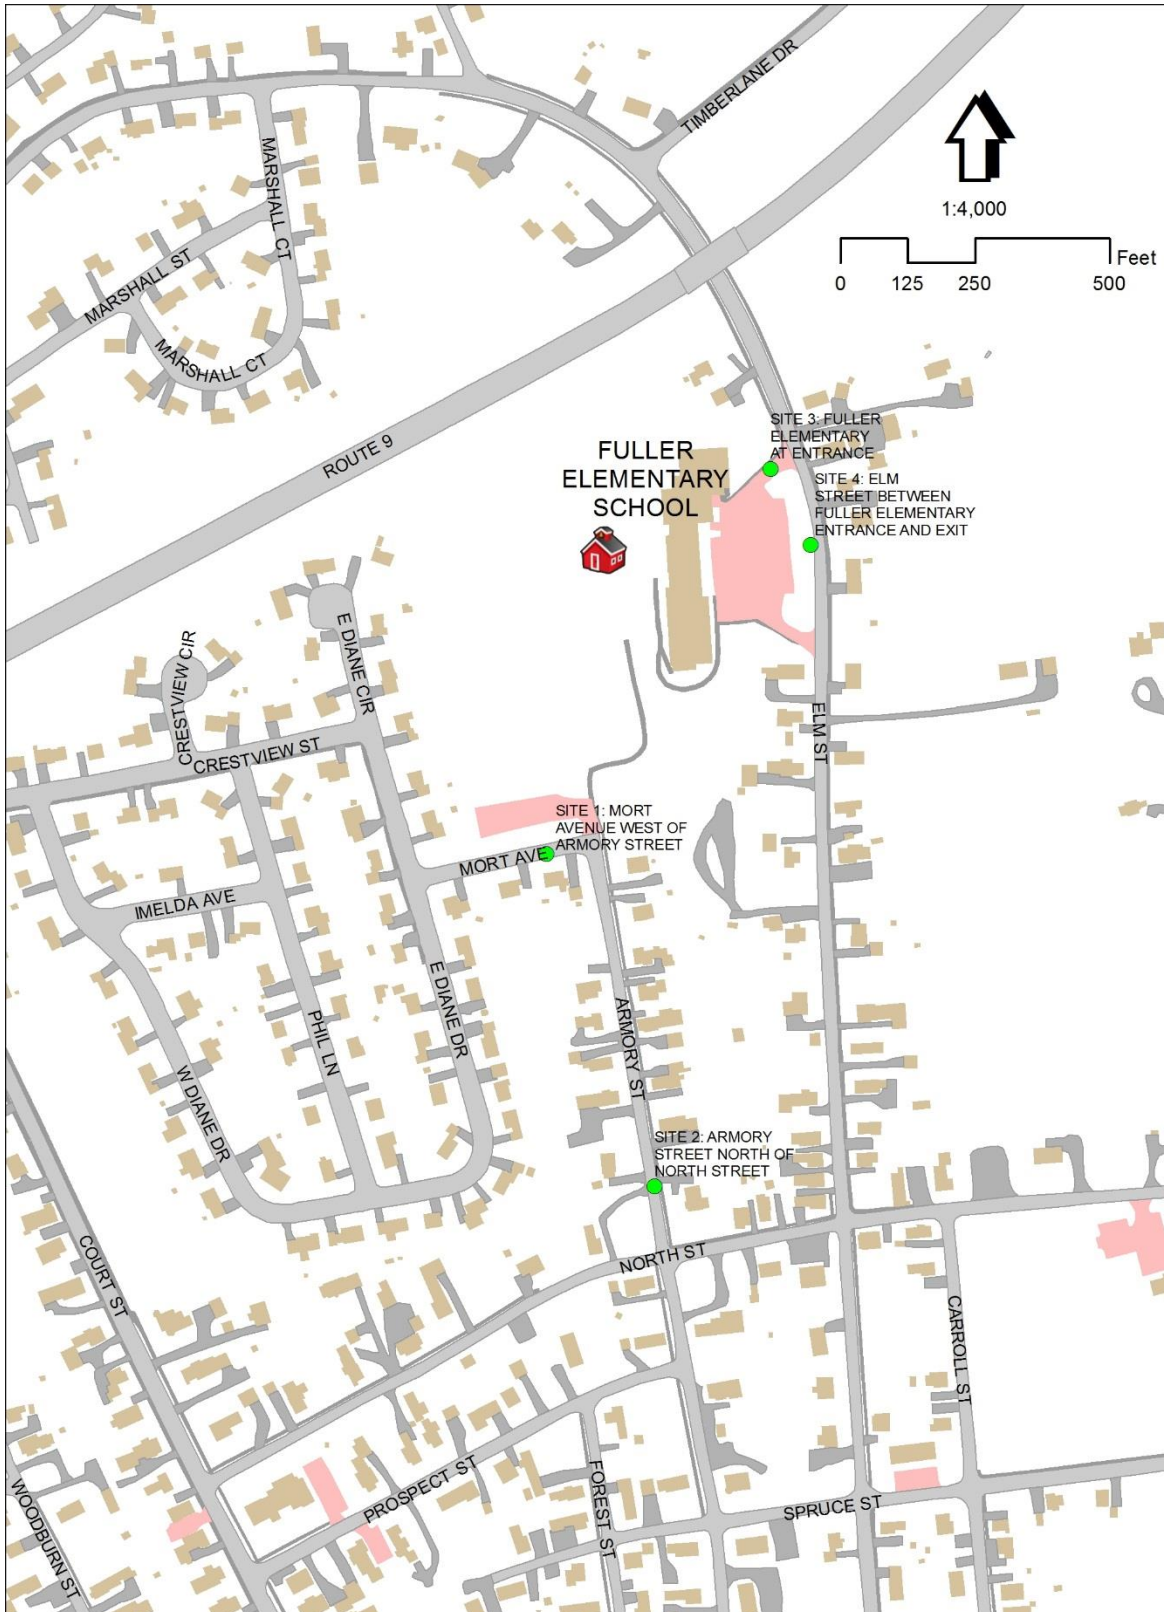 TIMBERLANE DR
1:4,000
Feet
0 125 250 500
MARSHALL CT
MARSHALL ST
MARSHALL CT
ROUTE 9
SITE 3: FULLER
ELEMENTARY
AT ENTRANCE
FULLER
ELEMENTARY
SCHOOL
SITE 4: ELM
STREET BETWEEN
FULLER ELEMENTARY
ENTRANCE AND EXIT
E DIANE CIR
CRESTVIEW CIR
CRESTVIEW ST
ELM ST
SITE 1: MORT
AVENUE WEST OF
ARMORY STREET
MORT AVE
IMELDA AVE
E DIANE DR
PHIL LN
ARMORY ST
W DIANE DR
SITE 2: ARMORY
STREET NORTH OF
NORTH STREET
NORTH ST
COURT ST
CARROLL ST
PROSPECT ST
FOREST ST
SPRUCE ST
WOODBURN ST